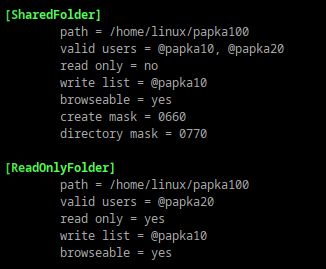 [SharedFolder]
path = /home/linux/papka100
valid users = @papka10, @papka20
read only = no
write list = @papka10
browseable = yes
create mask = 0660
directory mask = 0770
[ReadOnlyFolder]
path = /home/linux/papka100
valid users = @papka20
read only = yes
write list = @papka10
browseable = yes